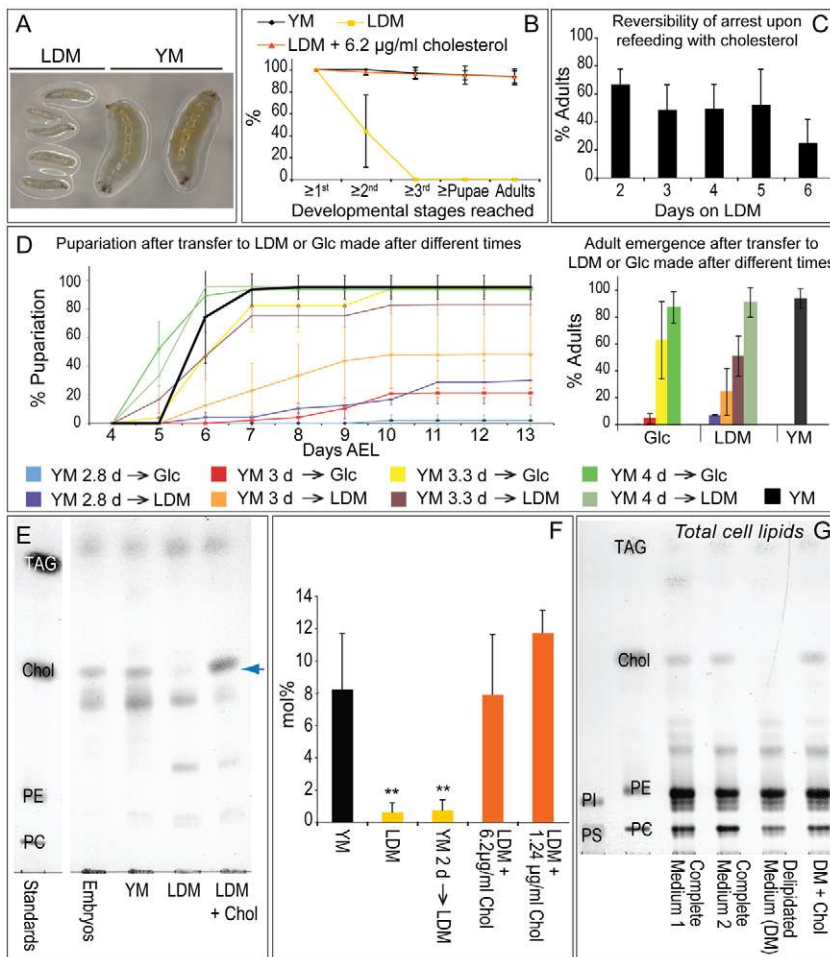 A
LDM YM
B
YM LDM
LDM + 6.2 µg/ml cholesterol
%
100
80
60
40
20
0
≥1st ≥2nd ≥3rd ≥Pupae Adults
Developmental stages reached
C
Reversibility of arrest upon
refeeding with cholesterol
% Adults
100
80
60
40
20
0
2 3 4 5 6
Days on LDM
D
Pupariation after transfer to LDM or Glc made after different times
% Pupariation
100
80
60
40
20
0
4 5 6 7 8 9 10 11 12 13
Days AEL
Adult emergence after transfer to
LDM or Glc made after different times
% Adults
100
80
60
40
20
0
Glc LDM YM
YM 2.8 d → Glc YM 3 d → Glc YM 3.3 d → Glc YM 4 d → Glc
YM 2.8 d → LDM YM 3 d → LDM YM 3.3 d → LDM YM 4 d → LDM YM
E
TAG
Chol
PE
PC
Standards
Embryos
YM
LDM
LDM
+ Chol
F
mol%
14
12
10
8
6
4
2
0
** **
YM
LDM
YM 2 d
→ LDM
LDM +
6.2µg/ml Chol
LDM +
1.24 µg/ml Chol
Total cell lipids G
TAG
Chol
PI PE
PS PC
Complete
Medium 1
Complete
Medium 2
Delipidated
Medium (DM)
DM + Chol